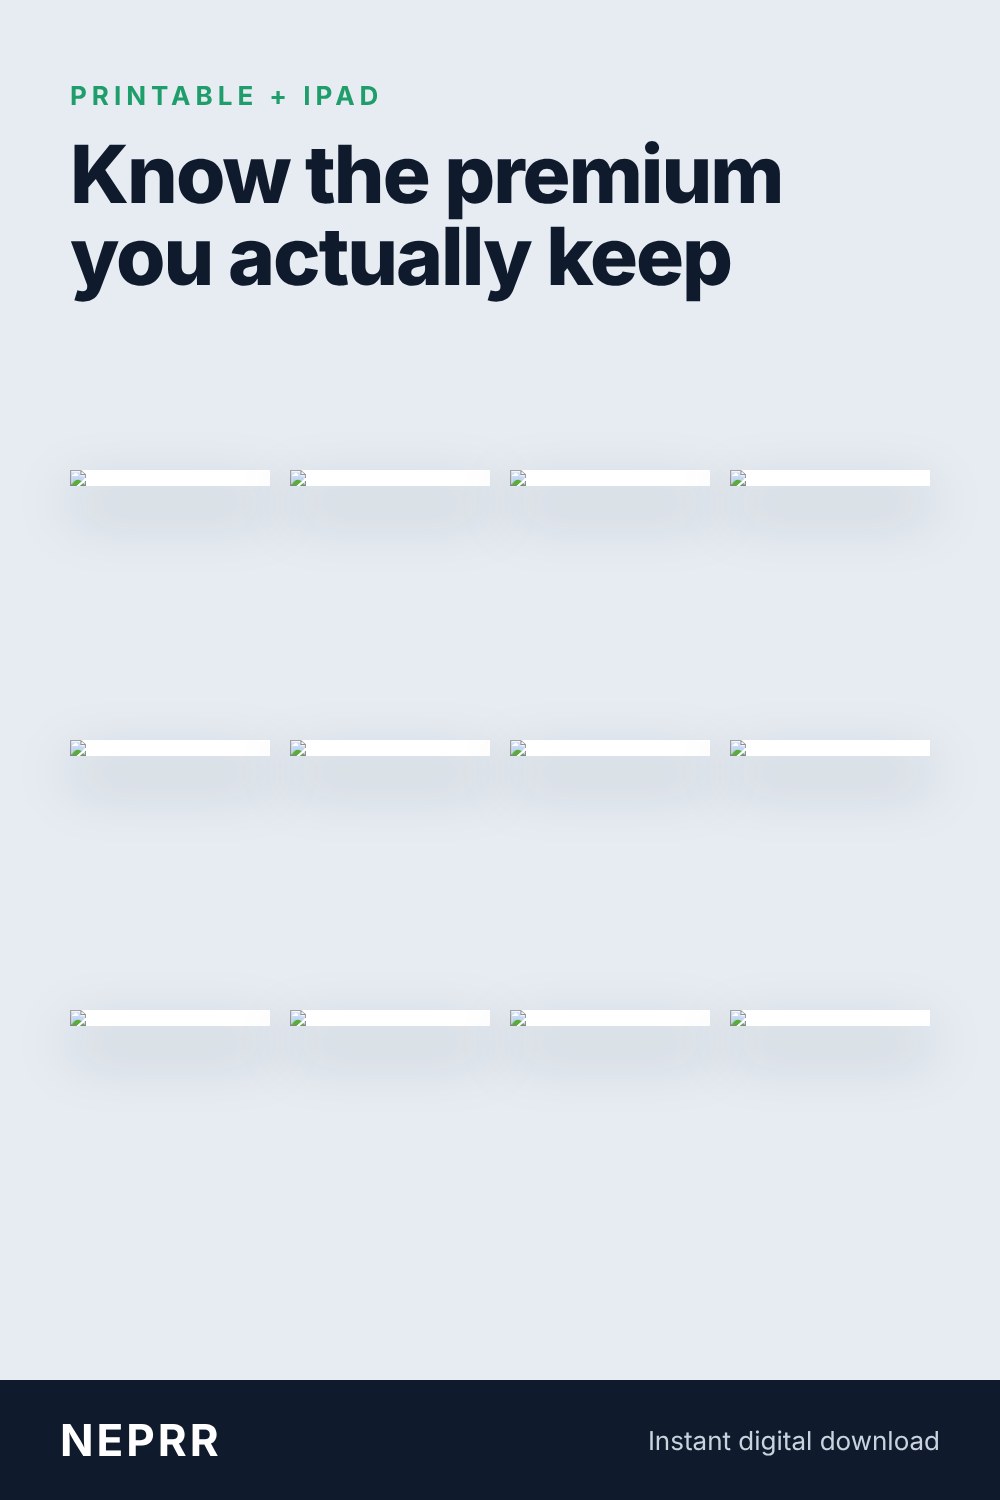 PRINTABLE + IPAD
Know the premium
you actually keep
NEPRR
Instant digital download